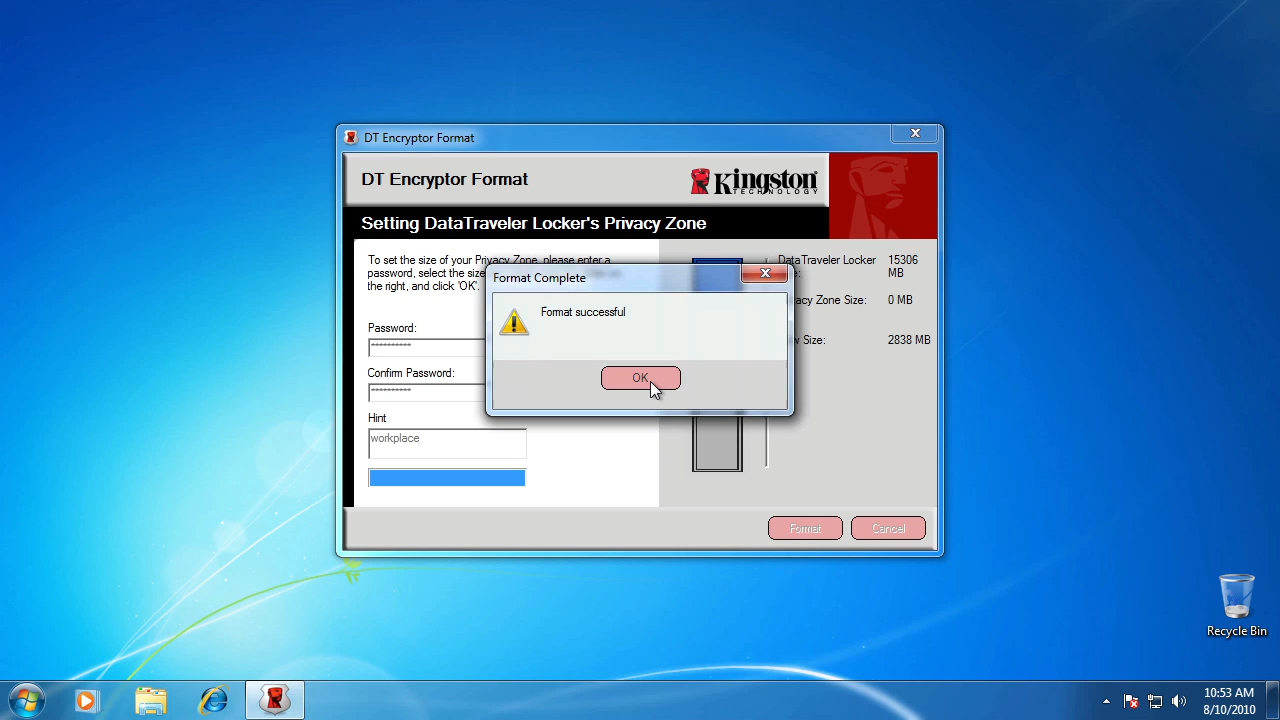 DT Encryptor Format
DT Encryptor Format
Kingston
TECHNOLOGY
Setting DataTraveler Locker's Privacy Zone
To set the size of your Privacy Zone, please enter a
password, select the size
the right, and click 'OK'.
Password:
**********
Confirm Password:
**********
Hint
workplace
DataTraveler Locker
15306
MB
Zone Size:
0 MB
Size:
2838 MB
Format Complete
Format successful
OK
Format
Cancel
Recycle Bin
10:53 AM
8/10/2010